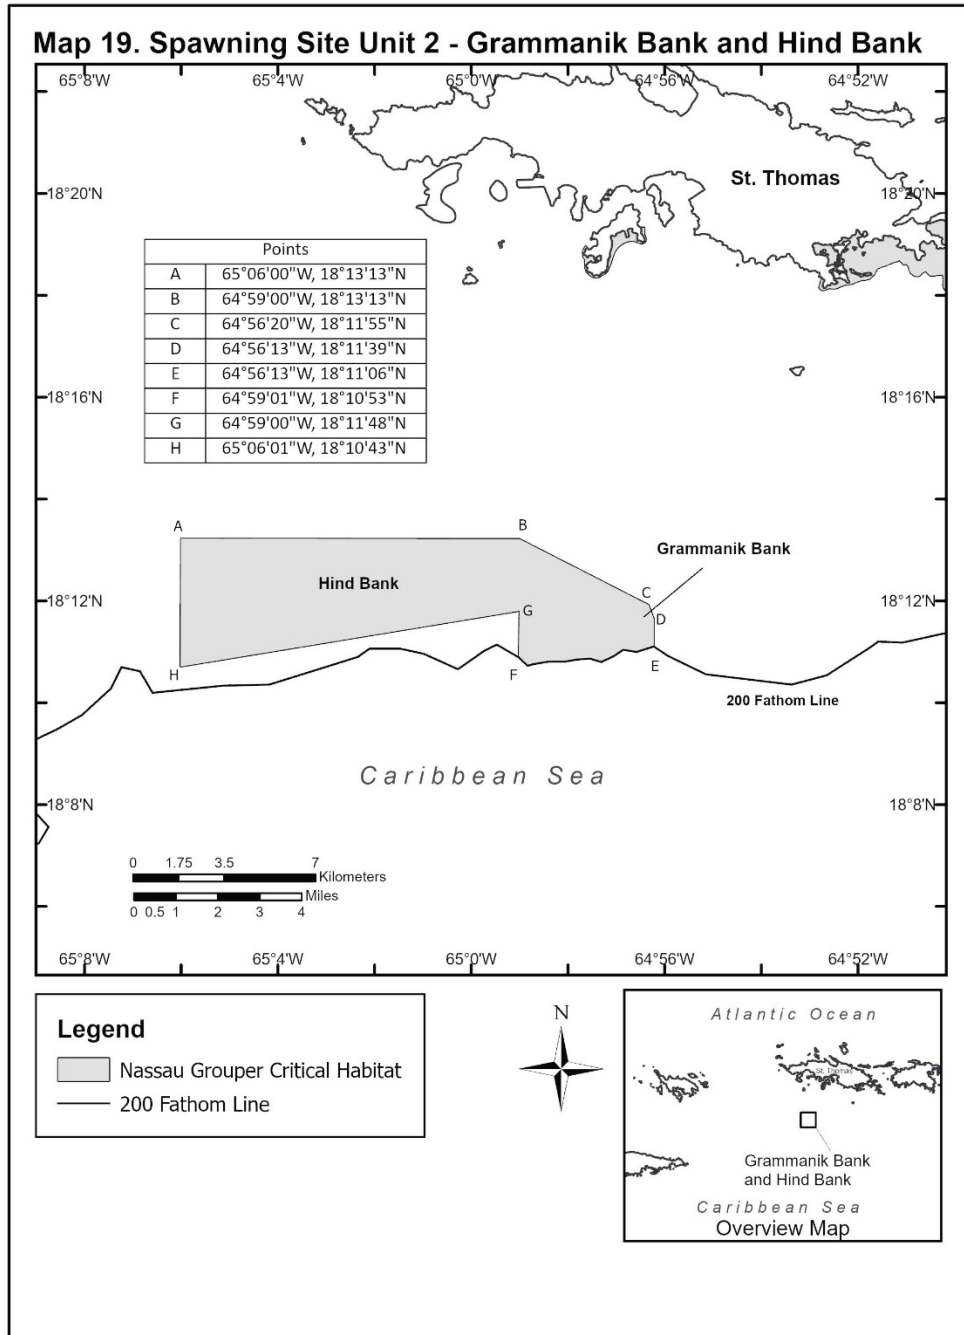 Map 19. Spawning Site Unit 2 - Grammanik Bank and Hind Bank
65°8'W 65°4'W 65°0'W 64°56'W 64°52'W
St. Thomas
18°20'N 18°20'N
Points
A 65°06'00"W, 18°13'13"N
B 64°59'00"W, 18°13'13"N
C 64°56'20"W, 18°11'55"N
D 64°56'13"W, 18°11'39"N
E 64°56'13"W, 18°11'06"N
F 64°59'01"W, 18°10'53"N
G 64°59'00"W, 18°11'48"N
H 65°06'01"W, 18°10'43"N
18°16'N 18°16'N
A B
Grammanik Bank
Hind Bank
C
18°12'N G D 18°12'N
H F E
200 Fathom Line
Caribbean Sea
18°8'N 18°8'N
0 1.75 3.5 7
Kilometers
Miles
0 0.5 1 2 3 4
65°8'W 65°4'W 65°0'W 64°56'W 64°52'W
Legend
Nassau Grouper Critical Habitat
200 Fathom Line
N
Atlantic Ocean
St. Thomas
Grammanik Bank
and Hind Bank
Caribbean Sea
Overview Map